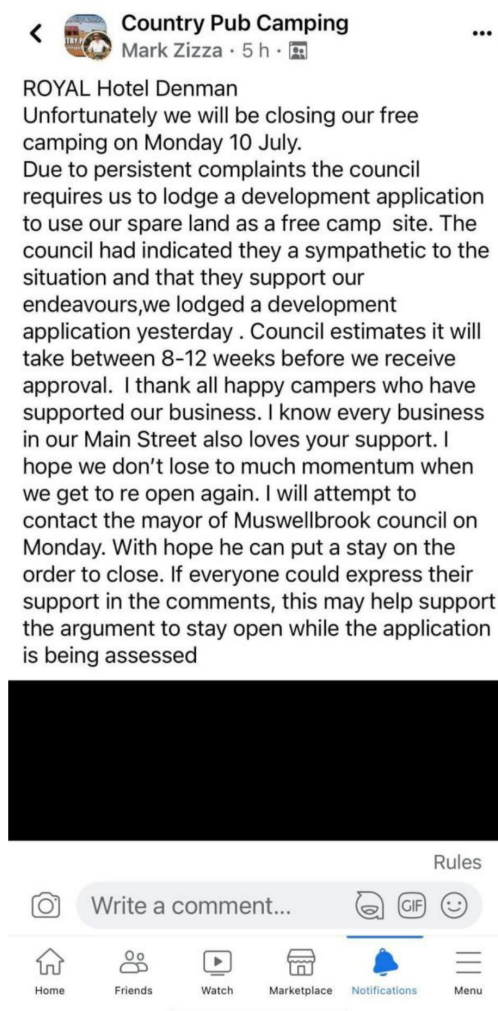 Country Pub Camping
Mark Zizza · 5 h ·
ROYAL Hotel Denman
Unfortunately we will be closing our free
camping on Monday 10 July.
Due to persistent complaints the council
requires us to lodge a development application
to use our spare land as a free camp  site. The
council had indicated they a sympathetic to the
situation and that they support our
endeavours,we lodged a development
application yesterday . Council estimates it will
take between 8-12 weeks before we receive
approval.  I thank all happy campers who have
supported our business. I know every business
in our Main Street also loves your support. I
hope we don't lose to much momentum when
we get to re open again. I will attempt to
contact the mayor of Muswellbrook council on
Monday. With hope he can put a stay on the
order to close. If everyone could express their
support in the comments, this may help support
the argument to stay open while the application
is being assessed
Rules
Write a comment...
GIF
Home Friends Watch Marketplace Notifications Menu